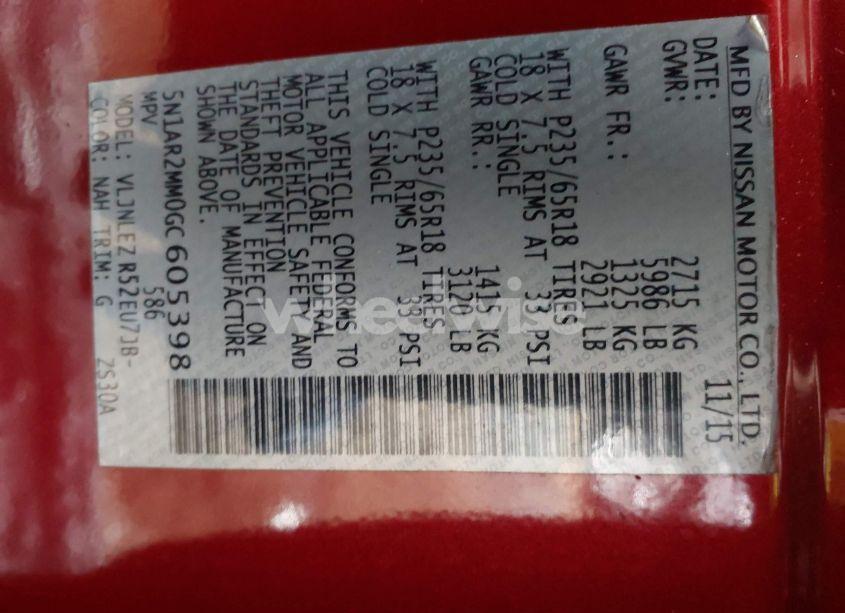 MFD BY NISSAN MOTOR CO., LTD.
DATE: 11/15
GVWR: 2715 KG
5986 LB
GAWR FR.: 1325 KG
2921 LB
WITH P235/65R18 TIRES
18 X 7.5 RIMS AT 33 PSI
COLD SINGLE
GAWR RR.: 1415 KG
3120 LB
WITH P235/65R18 TIRES
18 X 7.5 RIMS AT 33 PSI
COLD SINGLE
THIS VEHICLE CONFORMS TO
ALL APPLICABLE FEDERAL
MOTOR VEHICLE SAFETY AND
THEFT PREVENTION
STANDARDS IN EFFECT ON
THE DATE OF MANUFACTURE
SHOWN ABOVE.
5N1AR2MM0GC605398
MPV 586
MODEL: VLJNLEZ R52EU7JB-
COLOR: NAH TRIM: G ZS30A
wheelwise